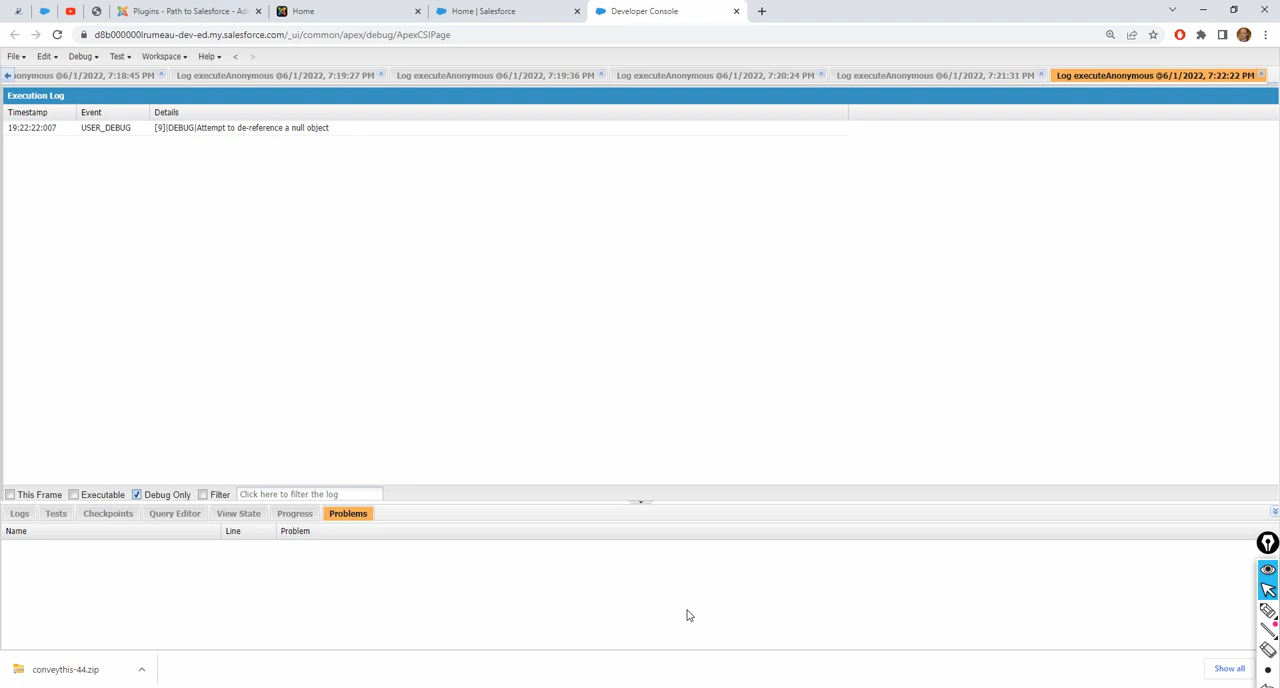 Plugins - Path to Salesforce - Adm
Home
Home | Salesforce
Developer Console
d8b000000lrumeau-dev-ed.my.salesforce.com/_ui/common/apex/debug/ApexCSIPage
File Edit Debug Test Workspace Help < >
onymous @6/1/2022, 7:18:45 PM
Log executeAnonymous @6/1/2022, 7:19:27 PM
Log executeAnonymous @6/1/2022, 7:19:36 PM
Log executeAnonymous @6/1/2022, 7:20:24 PM
Log executeAnonymous @6/1/2022, 7:21:31 PM
Log executeAnonymous @6/1/2022, 7:22:22 PM
Execution Log
Timestamp Event Details
19:22:22:007 USER_DEBUG [9]|DEBUG|Attempt to de-reference a null object
This Frame Executable Debug Only Filter Click here to filter the log
Logs Tests Checkpoints Query Editor View State Progress Problems
Name Line Problem
conveythis-44.zip
Show all